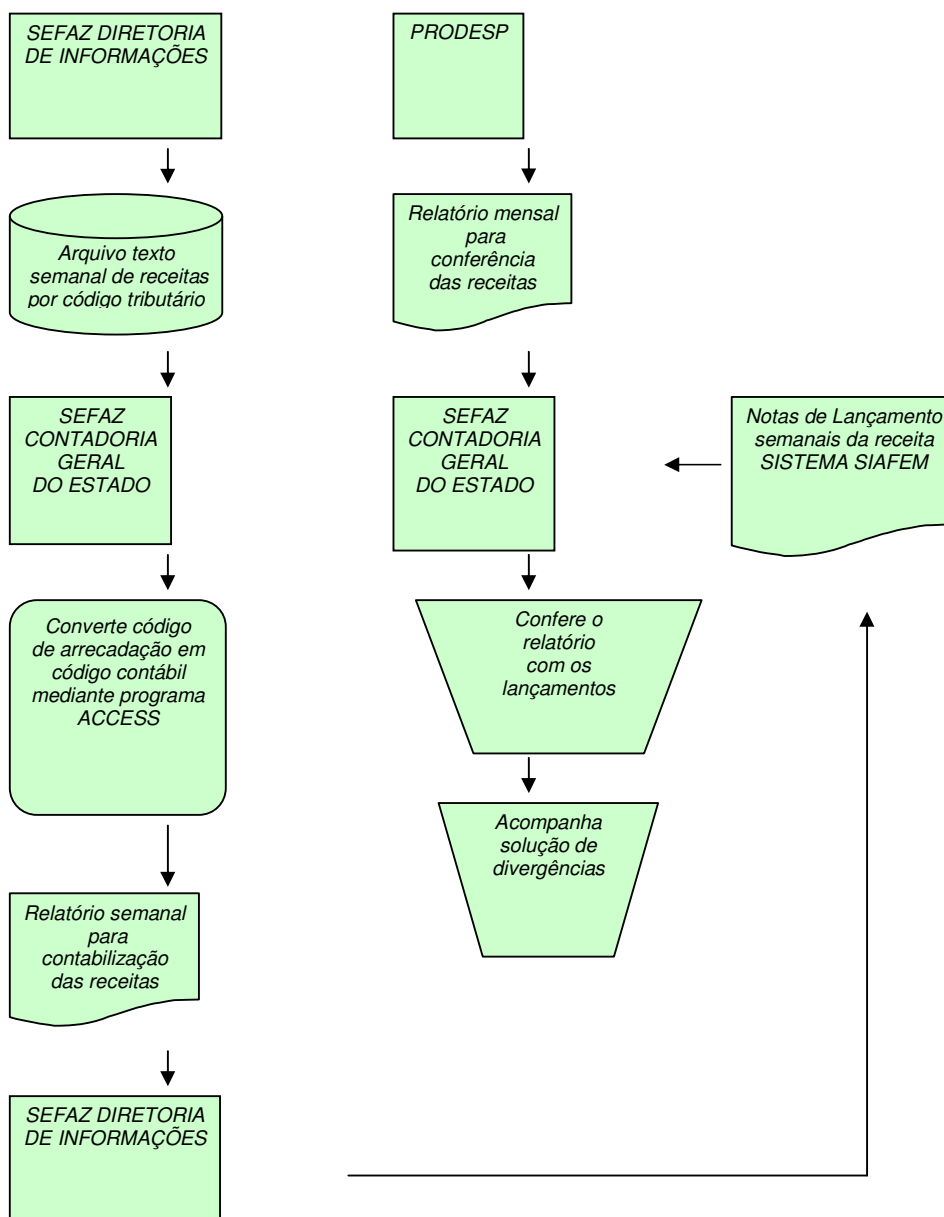 SEFAZ DIRETORIA
DE INFORMAÇÕES
PRODESP
Arquivo texto
semanal de receitas
por código tributário
Relatório mensal
para
conferência
das receitas
SEFAZ
CONTADORIA
GERAL
DO ESTADO
SEFAZ
CONTADORIA
GERAL
DO ESTADO
Notas de Lançamento
semanais da receita
SISTEMA SIAFEM
Converte código
de arrecadação em
código contábil
mediante programa
ACCESS
Confere o
relatório
com os
lançamentos
Acompanha
solução de
divergências
Relatório semanal
para
contabilização
das receitas
SEFAZ DIRETORIA
DE INFORMAÇÕES